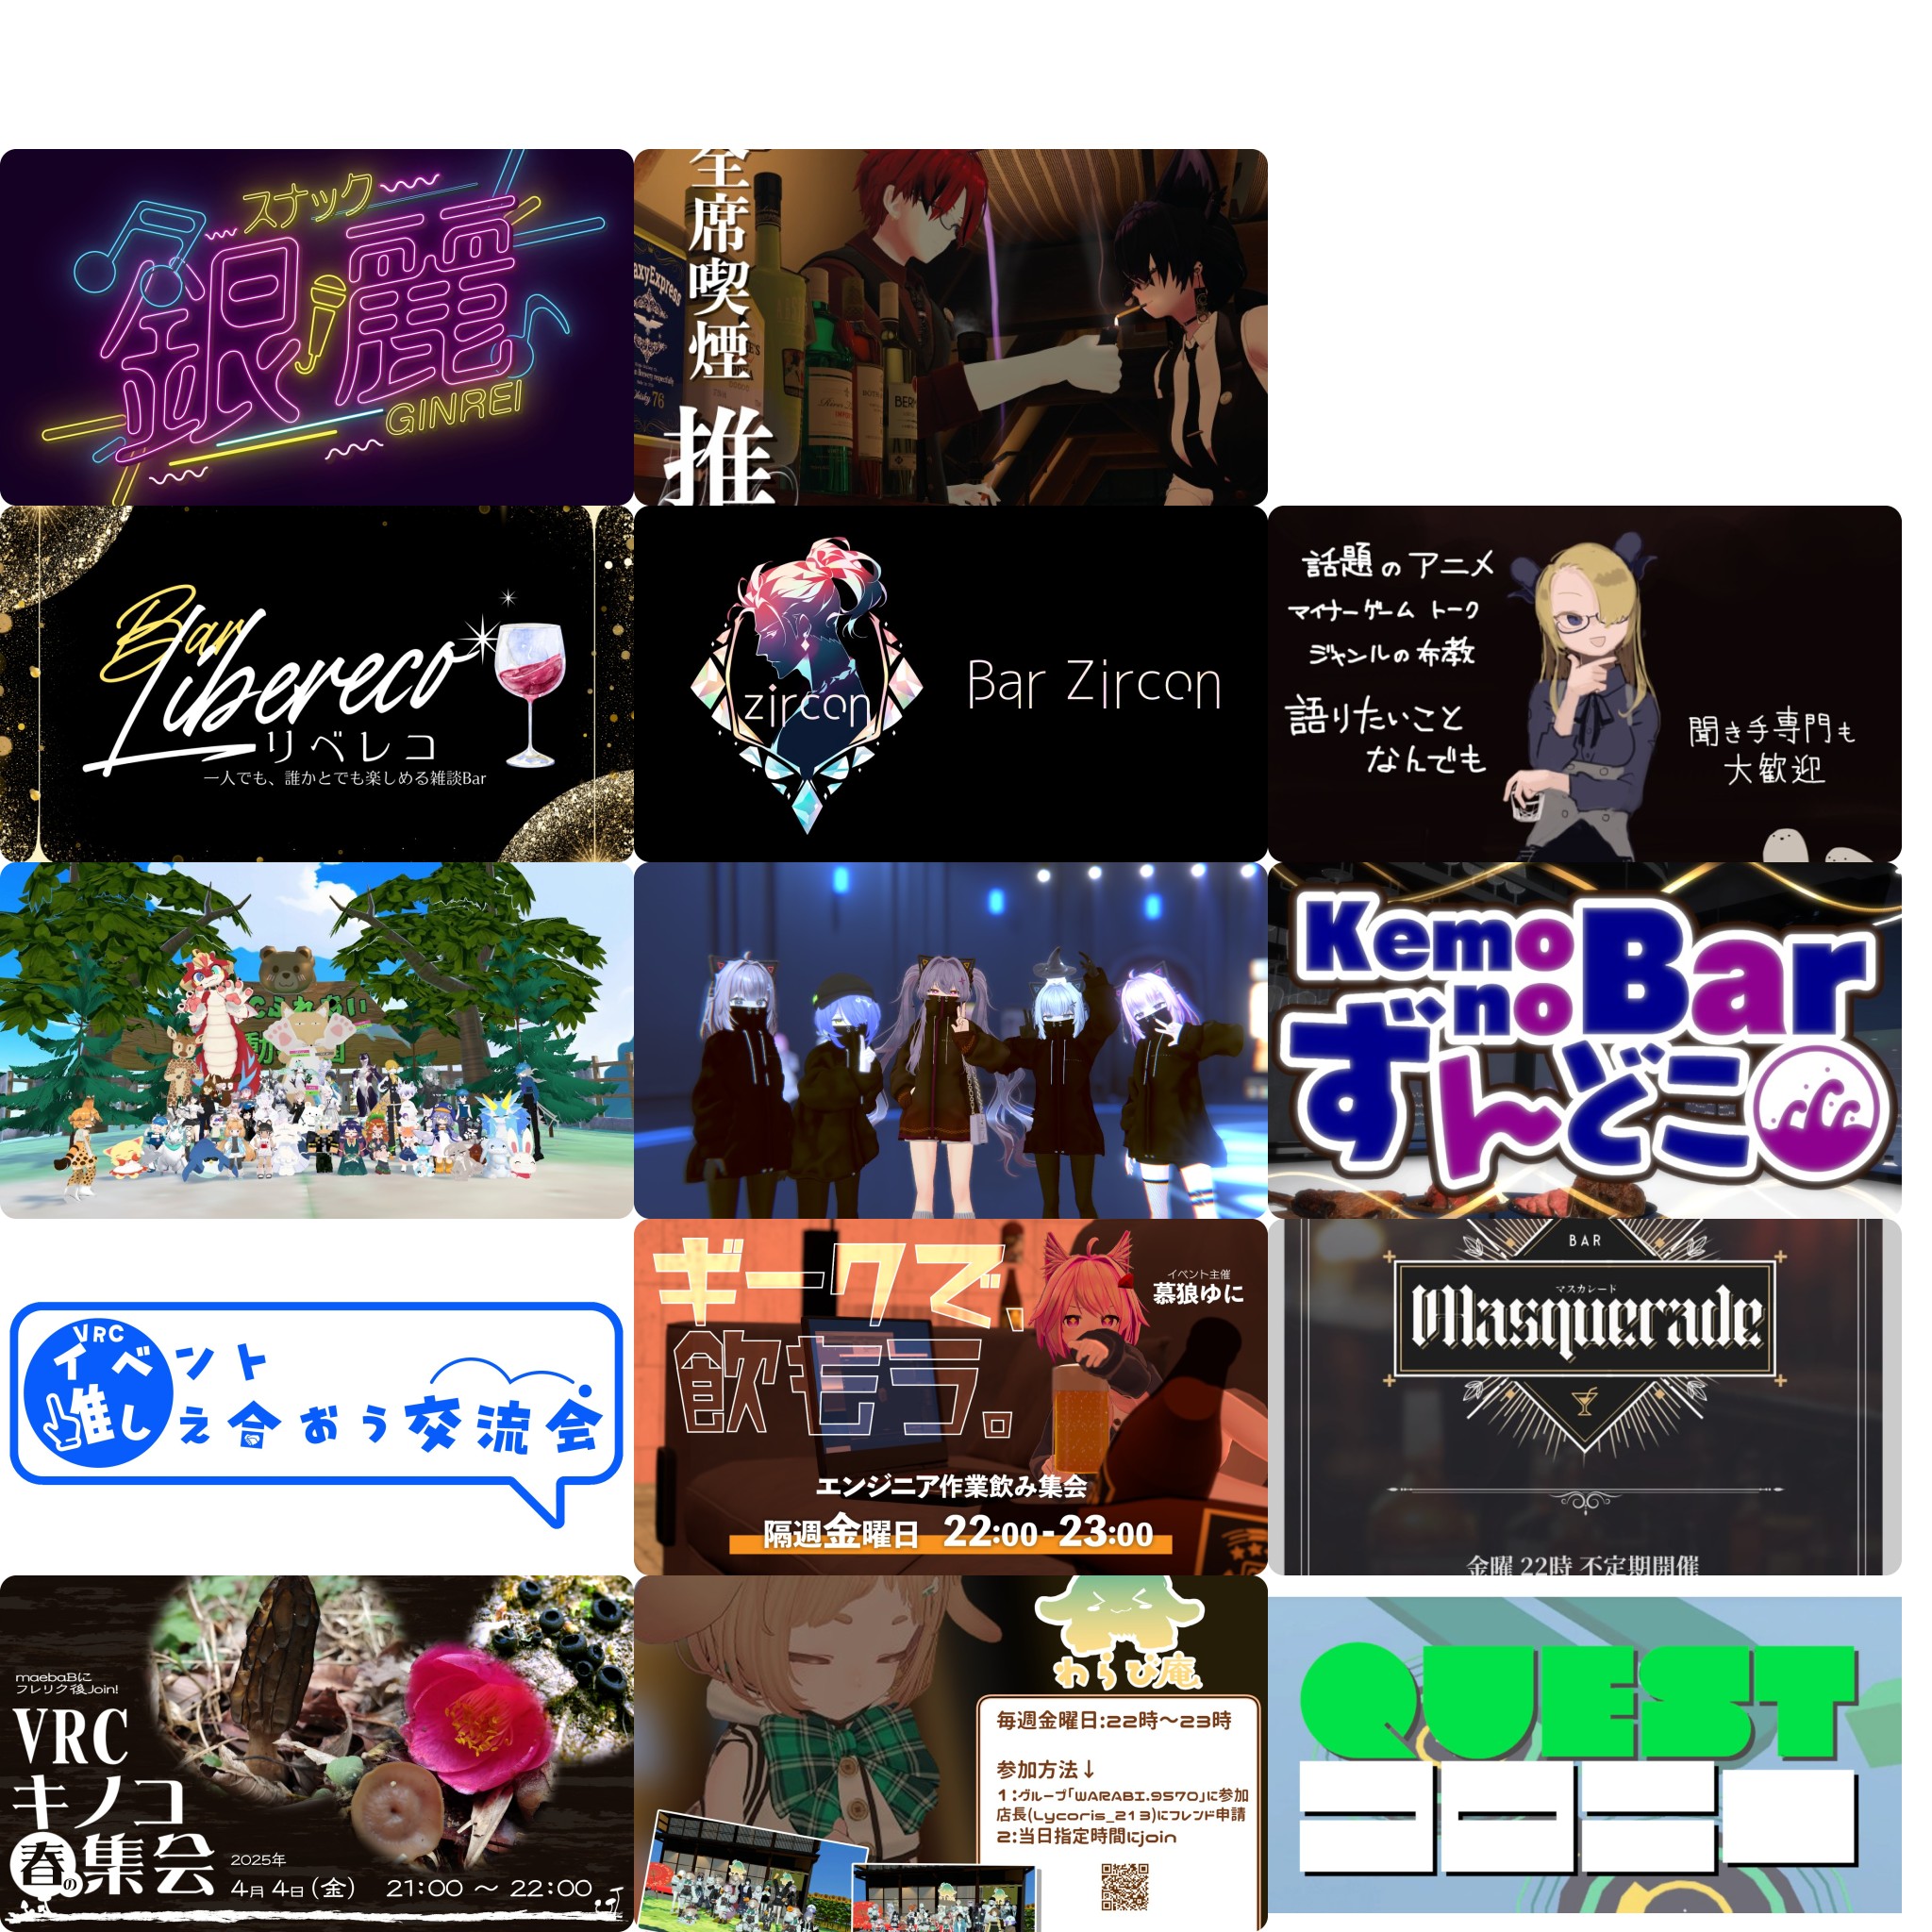 スナック
銀麗
GINREI
全席喫煙
推
Bar
Libereco
リベレコ
一人でも、誰かとでも楽しめる雑談Bar
zircon
Bar Zircon
話題のアニメ
マイナーゲーム トーク
ジャンルの布教
語りたいこと
なんでも
聞き手専門も
大歓迎
Kemo
no
Bar
ずんどこ
VRC
イベント
推し え合おう交流会
ギークで、
飲もう。
イベント主催
慕狼ゆに
エンジニア作業飲み集会
隔週金曜日 22:00-23:00
BAR
マスカレード
Masquerade
金曜 22時 不定期開催
maebaBに
フレリク後Join!
VRC
キノコ
春の集会
2025年
4月 4日 (金) 21:00 ～ 22:00
わらび庵
毎週金曜日:22時～23時
参加方法↓
1:グループ「WARABI.9570」に参加
店長(Lycoris_213)にフレンド申請
2:当日指定時間にjoin
QUEST
コロニー